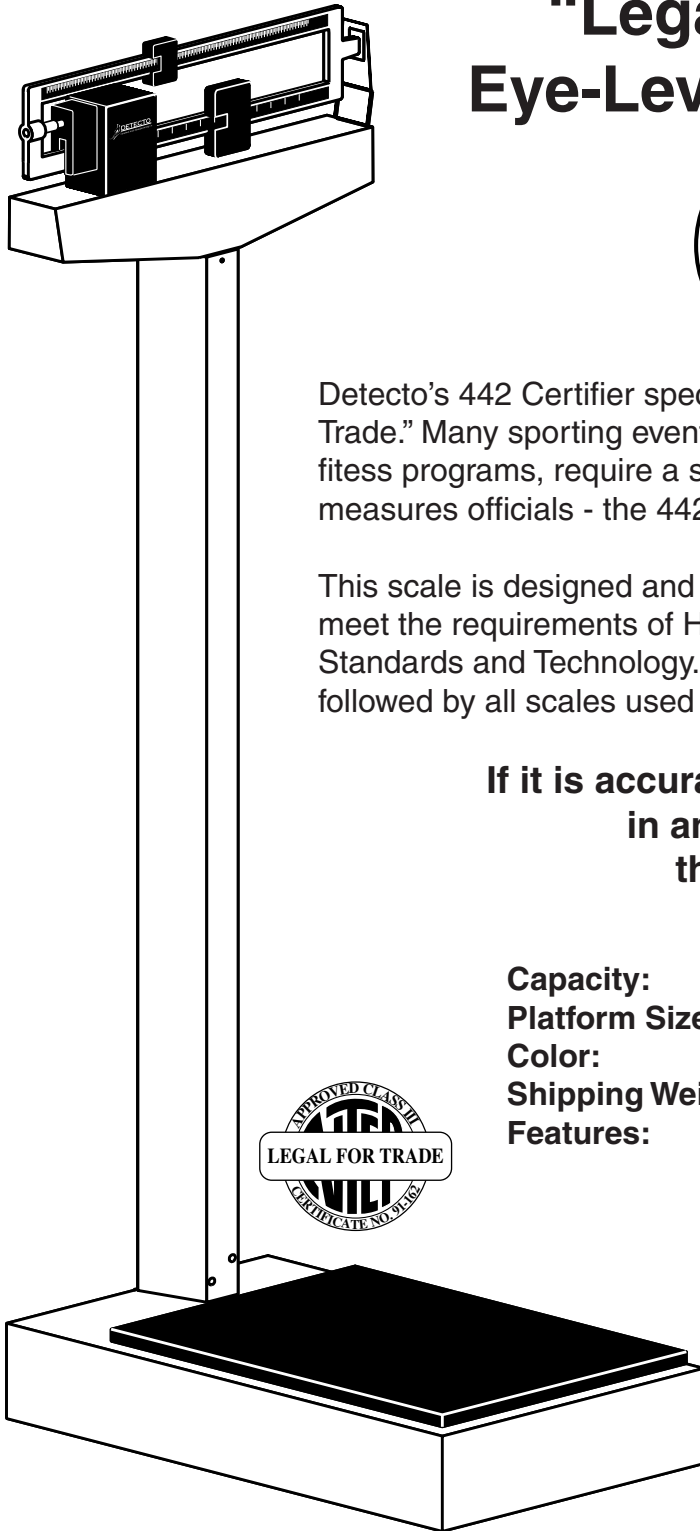 "Lega
Eye-Lev
DETECTO
Detecto's 442 Certifier spec
Trade." Many sporting event
fitess programs, require a s
measures officials - the 442
This scale is designed and
meet the requirements of H
Standards and Technology.
followed by all scales used
If it is accura
in ar
th
Capacity:
Platform Size
Color:
Shipping Wei
Features:
APPROVED CLASS III
NTEP
LEGAL FOR TRADE
CERTIFICATE NO. 91-162